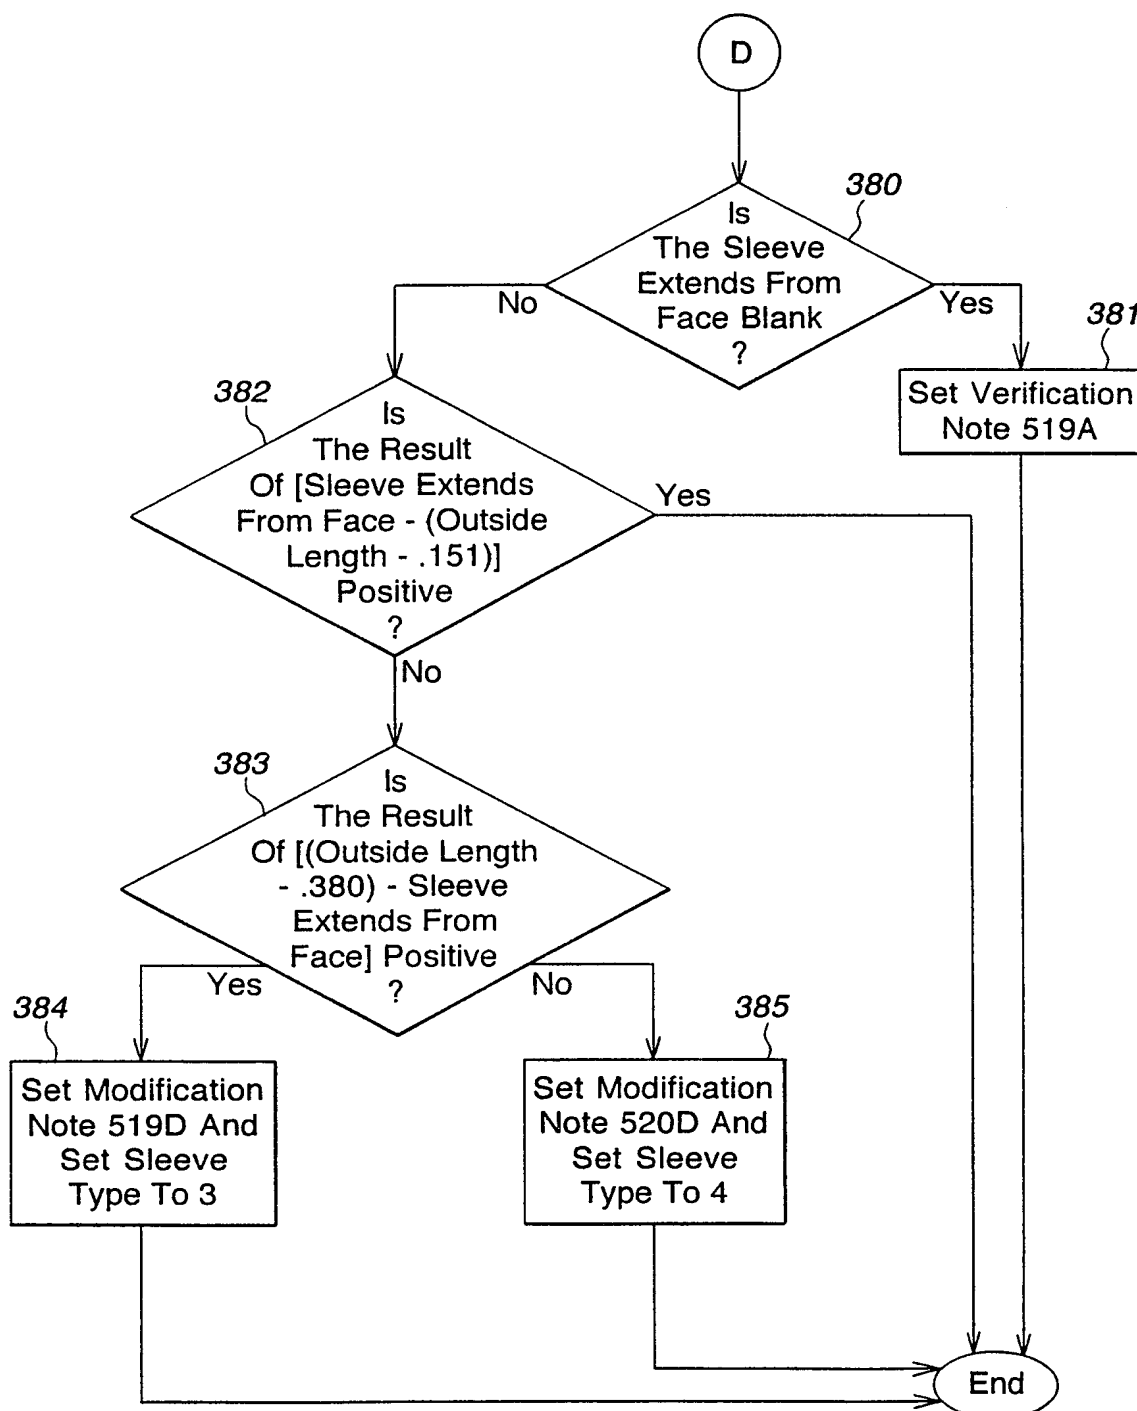 D
380
Is
The Sleeve
Extends From
Face Blank
?
No
Yes
381
Set Verification
Note 519A
382
Is
The Result
Of [Sleeve Extends
From Face - (Outside
Length - .151)]
Positive
?
Yes
No
383
Is
The Result
Of [(Outside Length
- .380) - Sleeve
Extends From
Face] Positive
?
Yes
No
384
Set Modification
Note 519D And
Set Sleeve
Type To 3
385
Set Modification
Note 520D And
Set Sleeve
Type To 4
End